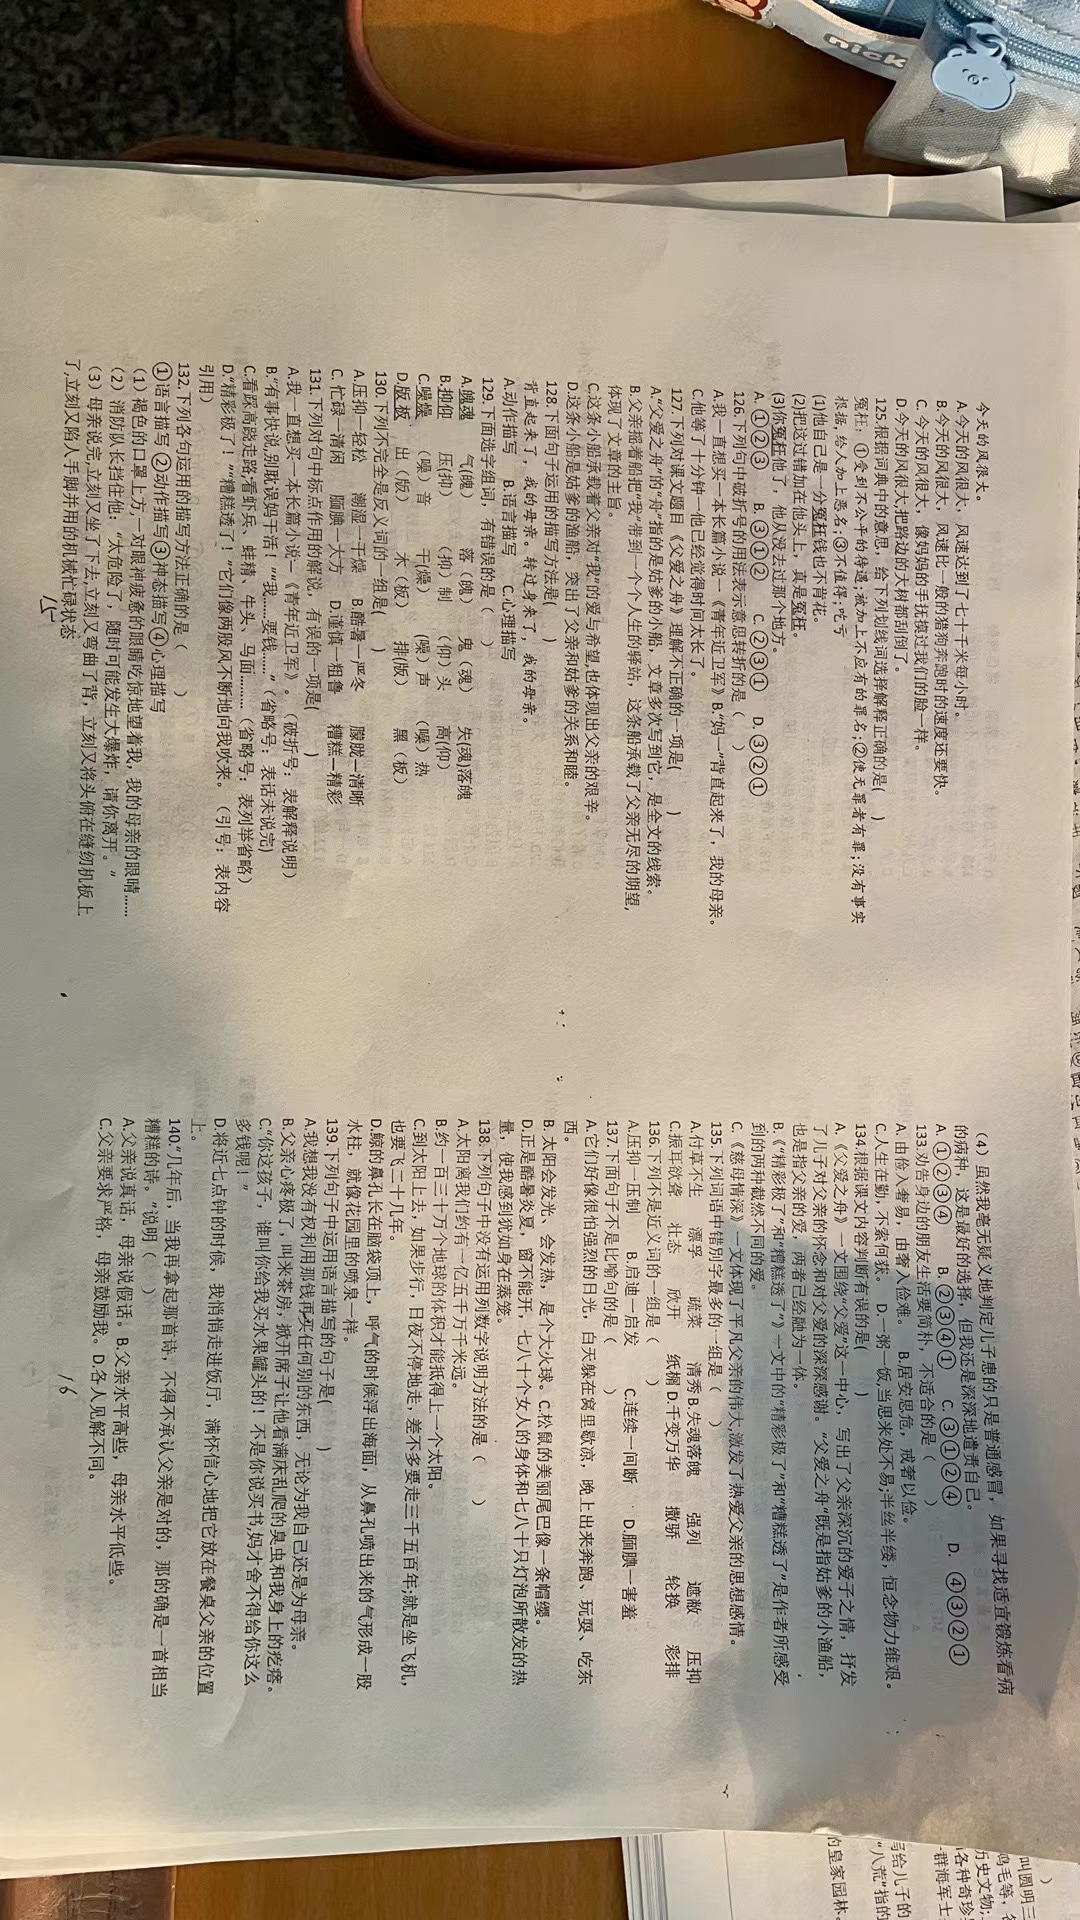 今天的风很大。
A.今天的风很大，风速达到了七十千米每小时。
B.今天的风很大，风速比一般的猎狗奔跑时的速度还要快。
C.今天的风很大，像妈妈的手抚摸过我们的脸一样。
D.今天的风很大,把路边的大树都刮倒了。
125.根据词典中的意思，给下列划线词选择解释正确的是(　　)
冤枉：①受到不公平的待遇,被加上不应有的罪名;②使无罪者有罪;没有事实
根据，给人加上恶名;③不值得;吃亏
(1)他自己是一分冤枉钱也不肯花。
(2)把这过错加在他头上，真是冤枉。
(3)你冤枉他了，他从没去过那个地方。
A. ①②③　B. ③①②　C. ②③①　D. ③②①
126.下列句中破折号的用法表示意思转折的是（　　）
A.我一直想买一本长篇小说－《青年近卫军》B.“妈一”背直起来了，我的母亲。
C.他等了十分钟一他已经觉得时间太长了。
127.下列对课文题目《父爱之舟》理解不正确的一项是(　　)
A.“父爱之舟”的“舟”指的是姑爹的小船，文章多次写到它，是全文的线索。
B.父亲摇着船把“我”带到一个个人生的驿站，这条船承载了父亲无尽的期望,
体现了文章的主旨。
C.这条小船承载着父亲对“我”的爱与希望,也体现出父亲的艰辛。
D.这条小船是姑爹的渔船，突出了父亲和姑爹的关系和睦。
128.下面句子运用的描写方法是(　　)
背直起来了，我的母亲。转过身来了，我的母亲。
A.动作描写　B.语言描写　C.心理描写
129.下面选字组词，有错误的是（　　）
A.魄魂　气(魄)　落（魄）　鬼（魂）　失(魂)落魄
B.抑仰　压(抑)　（抑）制　（仰）头　高(仰)
C.噪燥　（噪）音　干(燥)　(噪）声　（噪）热
D.版板　出（版）　木（板）　排(版）　黑（板）
130.下列不完全是反义词的一组是(　　)
A.压抑一轻松　潮湿一干燥　B.酷暑一严冬　朦胧一清晰
C.忙碌一清闲　腼腆一大方　D.谨慎一粗鲁　糟糕一精彩
131.下列对句中标点作用的解说，有误的一项是(　　)
A.我一直想买一本长篇小说－《青年近卫军》。（破折号：表解释说明）
B.“有事快说,别耽误妈干活！”“我……要钱……”（省略号：表话未说完)
C.看踩高跷走路,看虾兵、蚌精、牛头、马面………（省略号：表列举省略）
D.“精彩极了！”“糟糕透了！”它们像两股风不断地向我吹来。（引号：表内容
引用）
132.下列各句运用的描写方法正确的是（　　）
①语言描写 ②动作描写③神态描写④心理描写
（1）褐色的口罩上方,一对眼神疲惫的眼睛吃惊地望着我, 我的母亲的眼睛……
（2）消防队长挡住他：“太危险了，随时可能发生大爆炸，请你离开。”
（3）母亲说完,立刻又坐了下去,立刻又弯曲了背，立刻又将头俯在缝纫机板上
了,立刻又陷入手脚并用的机械忙碌状态
15
（4）虽然我毫无疑义地判定儿子患的只是普通感冒，如果寻找适宜锻炼看病
的两种，这是最好的选择，但我还是深深地遣责自己。
A. ①②③④　B. ②③④①　C. ③①②④　D. ④③②①
133.劝告身边的朋友生活要简朴，不适合的是（　　）
A.由俭入奢易，由奢入俭难。　B.居安思危，戒奢以俭。
C.人生在勤, 不索何获。　D.一粥一饭,当思来处不易;半丝半缕，恒念物力维艰。
134.根据课文内容判断有误的是(　　)
A.《父爱之舟》一文围绕“父爱”这一中心，写出了父亲深沉的爱子之情，抒发
了儿子对父亲的怀念和对父爱的深深感谢。“父爱之舟”既是指姑爹的小渔船，
也是指父亲的爱，两者已经融为一体。
B.《“精彩极了”和“糟糕透了”》一文中的“精彩极了”和“糟糕透了”是作者所感受
到的两种截然不同的爱。
C.《慈母情深》一文体现了平凡父亲的伟大,激发了热爱父亲的思想感情。
135.下列词语中错别字最多的一组是（　　）
A.付草不生　漂孚　蔬菜　清秀 B.失魂落魄　强列　遮敝　压抑
C.振耳欲聋　壮态　欣开　纸棚 D.千变万华　撒骄　轮换　彩排
136.下列不是近义词的一组是（　　）
A.压抑一压制　B.启迪一启发　C.连续一间断　D.腼腆一害羞
137.下面句子不是比喻句的是（　　）
A.它们好像很怕强烈的日光，白天躲在窝里歇凉，晚上出来奔跑、玩耍、吃东
西。
B.太阳会发光、会发热，是个大火球。C.松鼠的美丽尾巴像一条帽缨。
D.正是酷暑炎夏，窗不能开，七八十个女人的身体和七八十只灯泡所散发的热
量，使我感到犹如身在蒸笼。
138.下列句子中没有运用列数字说明方法的是（　　）
A.太阳离我们约有一亿五千万千米远。
B.约一百三十万个地球的体积才能抵得上一个太阳。
C.到太阳上去，如果步行，日夜不停地走，差不多要走三千五百年;就是坐飞机,
也要飞二十几年。
D.鲸的鼻孔长在脑袋顶上，呼气的时候浮出海面，从鼻孔喷出来的气形成一股
水柱，就像花园里的喷泉一样。
139.下列句子中运用语言描写的句子是(　　)
A.我想我没有权利用那钱再买任何别的东西，无论为我自己还是为母亲。
B.父亲心疼极了，叫来茶房，掀开席子让他看满床乱爬的臭虫和我身上的疙瘩。
C.“你这孩子，谁叫你给我买水果罐头的！不是你说买书,妈才舍不得给你这么
多钱呢！”
D.将近七点钟的时候，我悄悄走进饭厅，满怀信心地把它放在餐桌父亲的位置
上。
140.“几年后，当我再拿起那首诗，不得不承认父亲是对的，那的确是一首相当
糟糕的诗。”说明（　　）
A.父亲说真话，母亲说假话。B.父亲水平高些，母亲水平低些。
C.父亲要求严格，母亲鼓励我。D.各人见解不同。
16
nick
叫圆明三
鸡毛等，名
历史文物;
各种奇珍
群海军士
写给儿子的
“八荒”指的
的皇家园林